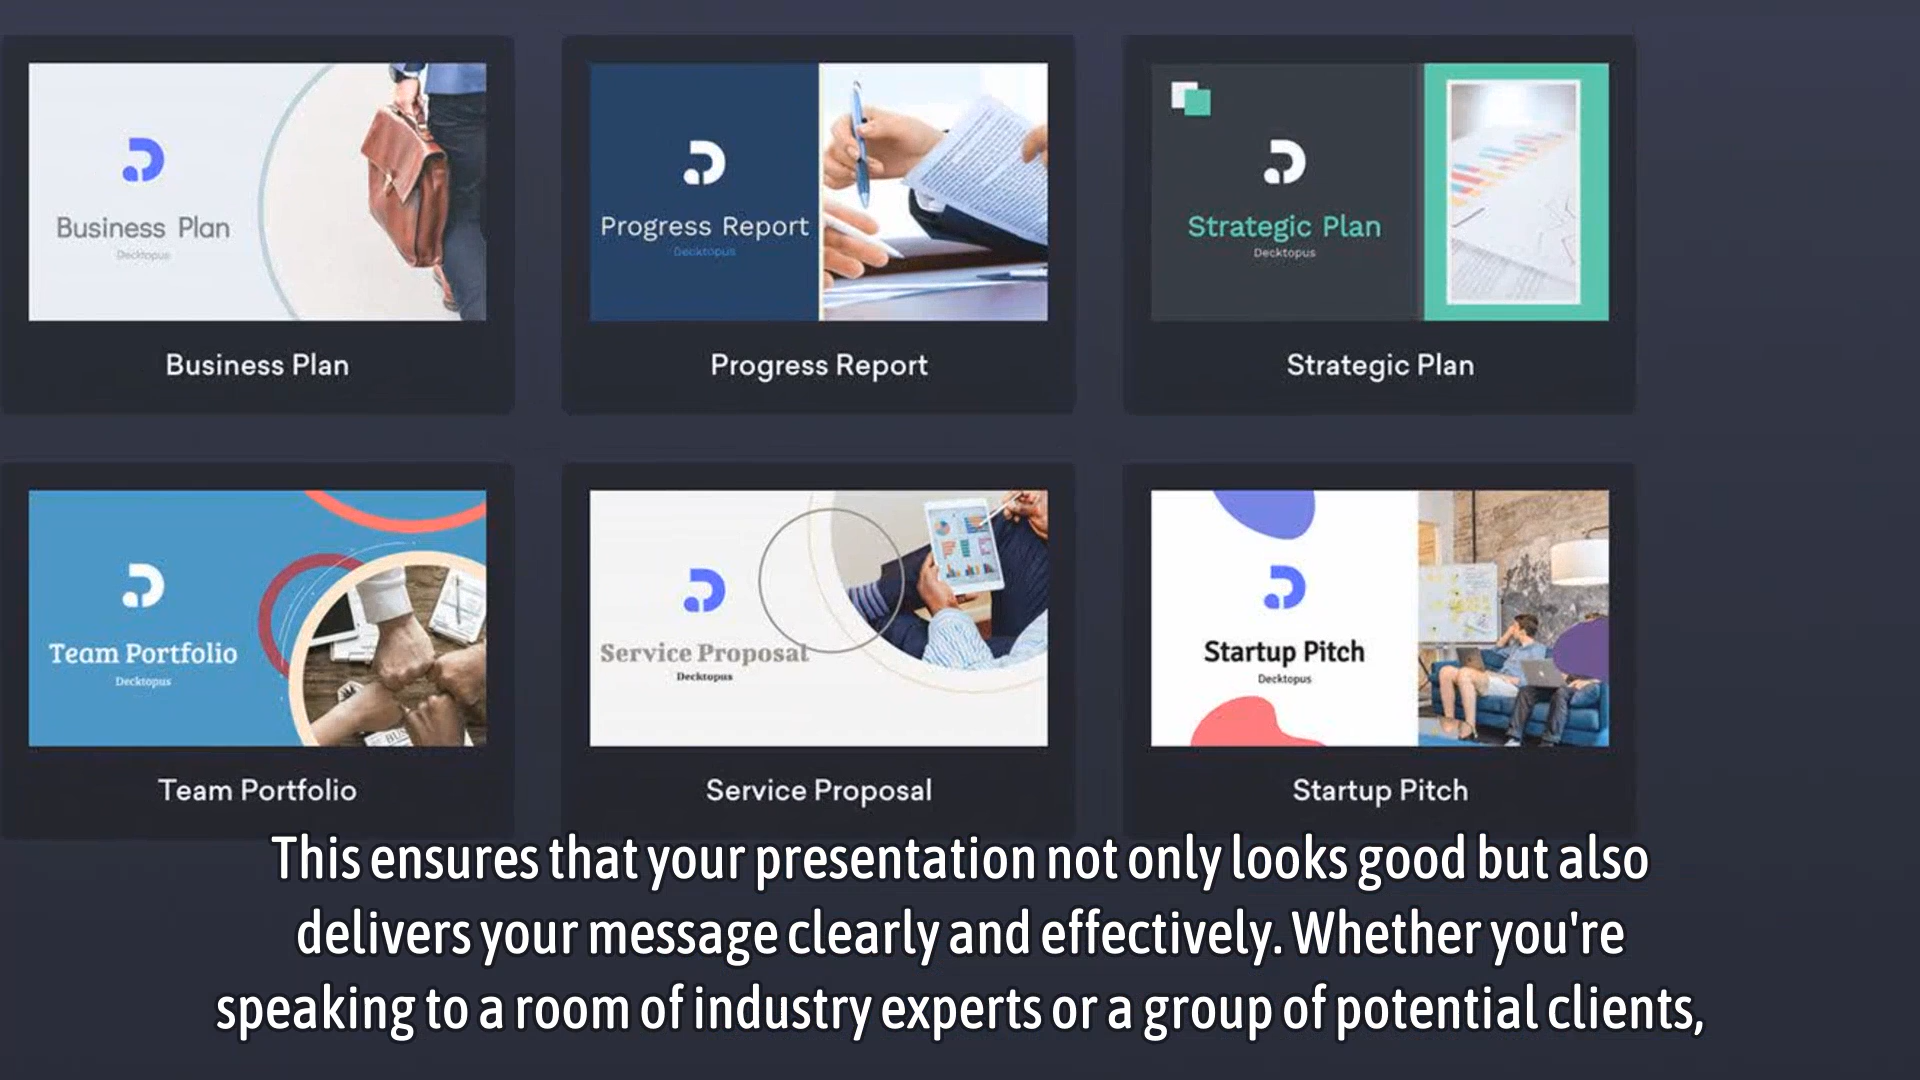 Business Plan
Decktopus
Business Plan
Progress Report
Decktopus
Progress Report
Strategic Plan
Decktopus
Strategic Plan
Team Portfolio
Decktopus
Team Portfolio
Service Proposal
Decktopus
Service Proposal
Startup Pitch
Decktopus
Startup Pitch
This ensures that your presentation not only looks good but also
delivers your message clearly and effectively. Whether you're
speaking to a room of industry experts or a group of potential clients,